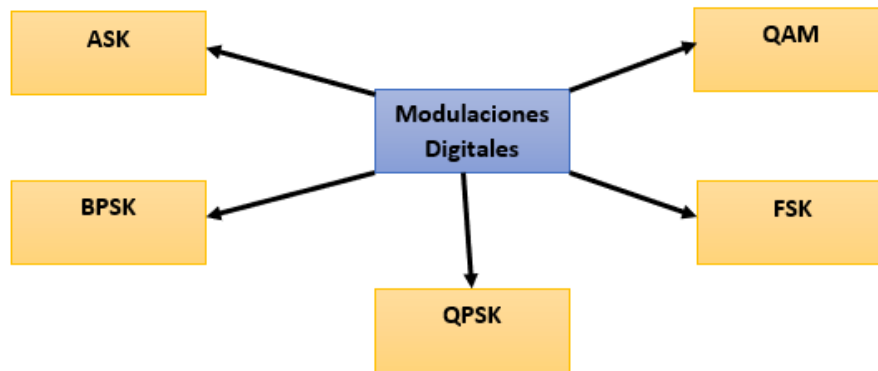 ASK
QAM
Modulaciones
Digitales
BPSK
FSK
QPSK